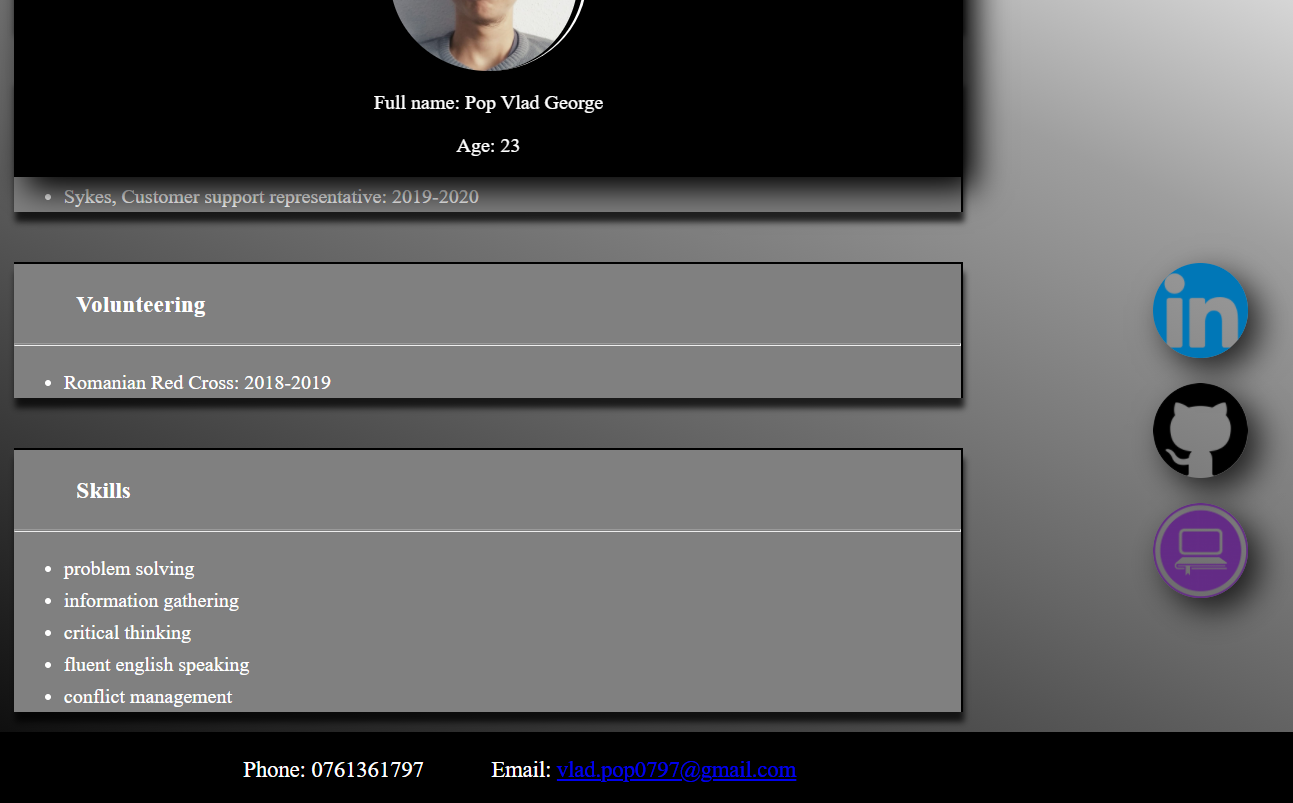 Full name: Pop Vlad George
Age: 23
Sykes, Customer support representative: 2019-2020
Volunteering
Romanian Red Cross: 2018-2019
in
Skills
problem solving
information gathering
critical thinking
fluent english speaking
conflict management
Phone: 0761361797 Email: vlad.pop0797@gmail.com